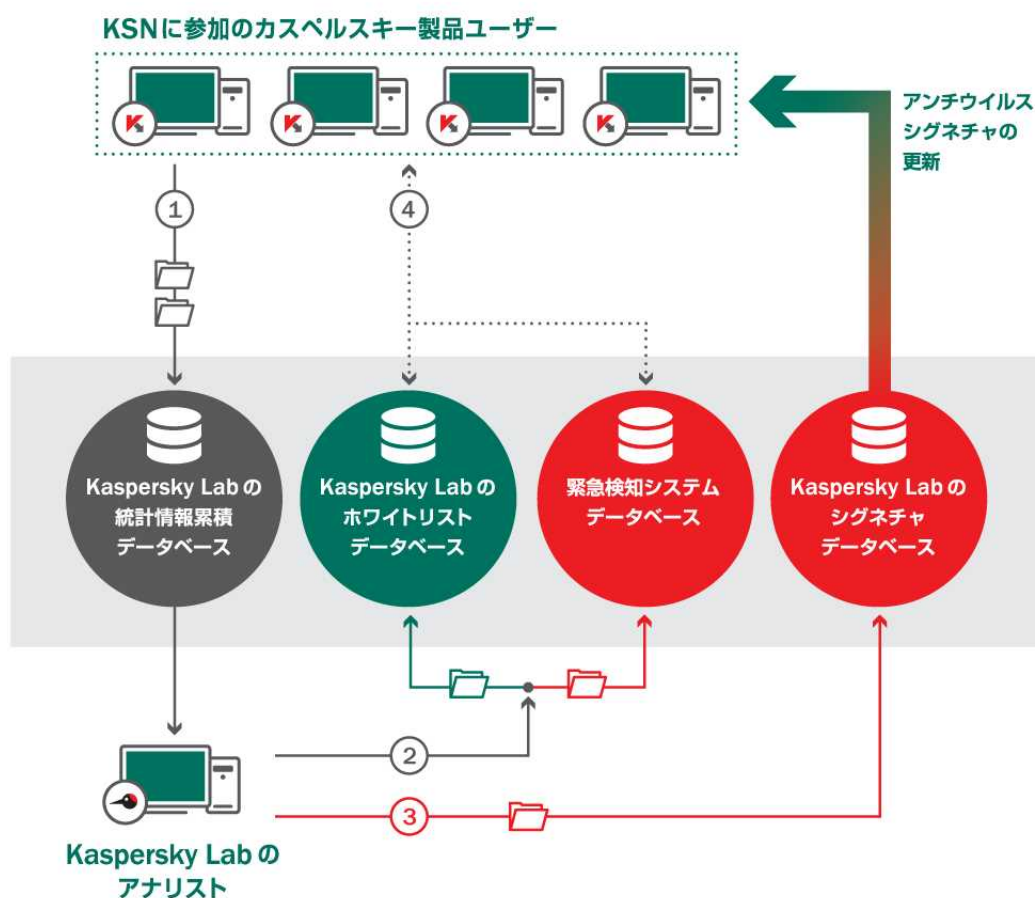 KSNに参加のカスペルスキー製品ユーザー
アンチウイルス
シグネチャの
更新
1
4
Kaspersky Labの
統計情報累積
データベース
Kaspersky Labの
ホワイトリスト
データベース
緊急検知システム
データベース
Kaspersky Labの
シグネチャ
データベース
2
3
Kaspersky Labの
アナリスト